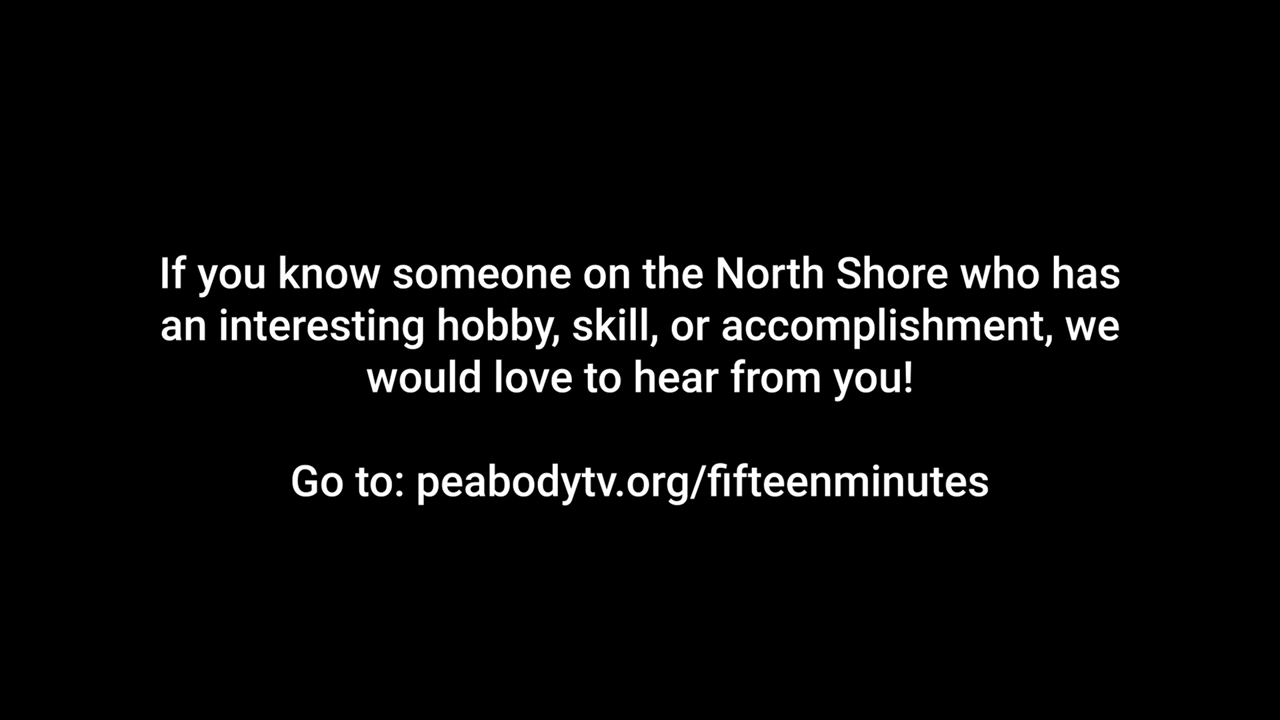 If you know someone on the North Shore who has
an interesting hobby, skill, or accomplishment, we
would love to hear from you!
Go to: peabodytv.org/fifteenminutes